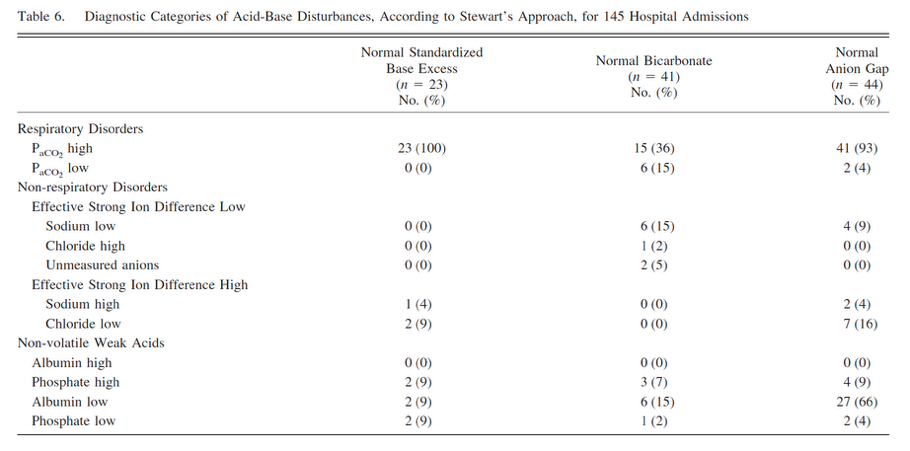 Table 6. Diagnostic Categories of Acid-Base Disturbances, According to Stewart's Approach, for 145 Hospital Admissions
Normal Standardized Base Excess (n = 23) No. (%) Normal Bicarbonate (n = 41) No. (%) Normal Anion Gap (n = 44) No. (%)
Respiratory Disorders
PaCO2 high 23 (100) 15 (36) 41 (93)
PaCO2 low 0 (0) 6 (15) 2 (4)
Non-respiratory Disorders
Effective Strong Ion Difference Low
Sodium low 0 (0) 6 (15) 4 (9)
Chloride high 0 (0) 1 (2) 0 (0)
Unmeasured anions 0 (0) 2 (5) 0 (0)
Effective Strong Ion Difference High
Sodium high 1 (4) 0 (0) 2 (4)
Chloride low 2 (9) 0 (0) 7 (16)
Non-volatile Weak Acids
Albumin high 0 (0) 0 (0) 0 (0)
Phosphate high 2 (9) 3 (7) 4 (9)
Albumin low 2 (9) 6 (15) 27 (66)
Phosphate low 2 (9) 1 (2) 2 (4)